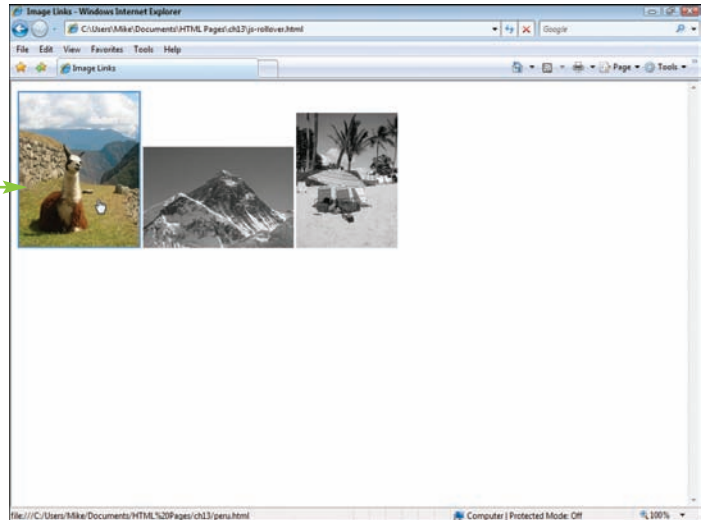 Image Links - Windows Internet Explorer
C:\Users\Mike\Documents\HTML Pages\ch13\js-rollover.html
Google
File Edit View Favorites Tools Help
Image Links
Page Tools
file:///C:/Users/Mike/Documents/HTML%20Pages/ch13/peru.html
Computer | Protected Mode: Off
100%